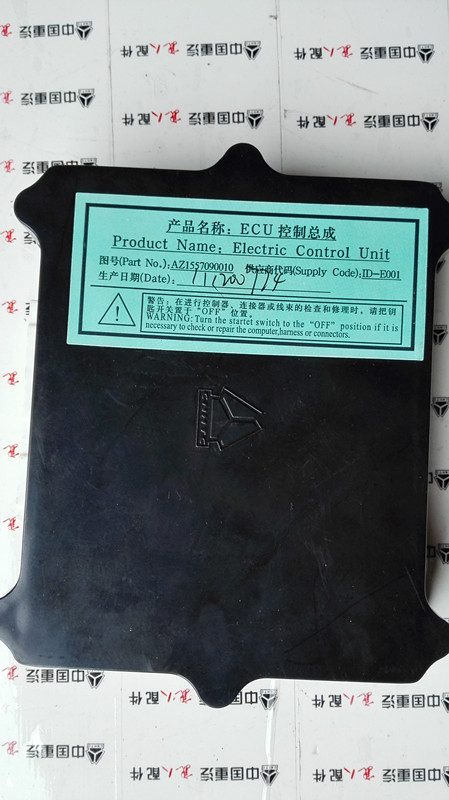 产品名称：ECU 控制总成
Product Name: Electric Control Unit
图号(Part No.):AZ1557090010 供应商代码(Supply Code):ID-E001
生产日期(Date):
警告：在进行控制器、连接器或线束的检查和修理时，请把钥
匙开关置于“OFF”位置。
WARNING: Turn the startet switch to the “OFF” position if it is
necessary to check or repair the computer,harness or connectors.
SINOTRUK
中国重汽
配件